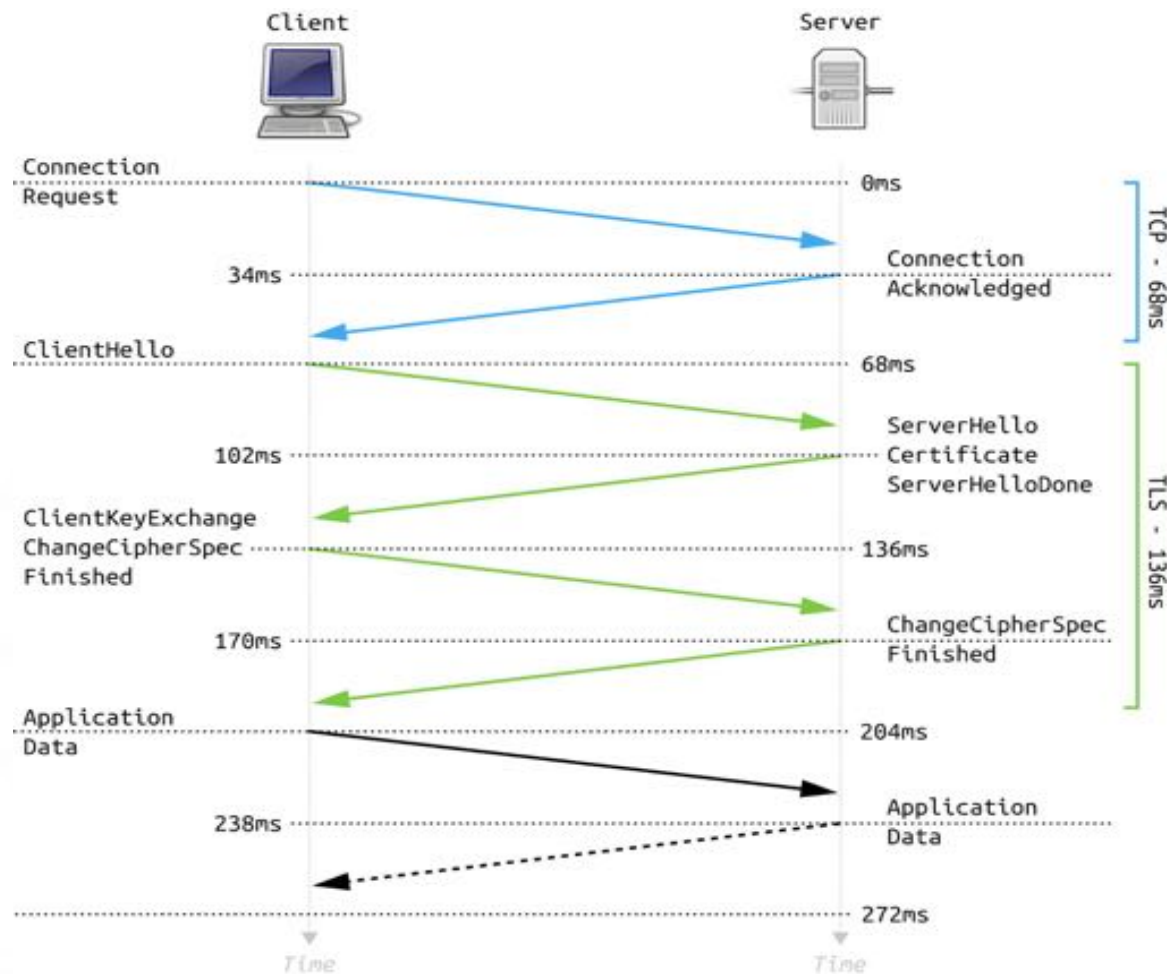 Client
Server
Connection
Request
0ms
34ms
Connection
Acknowledged
TCP - 68ms
ClientHello
68ms
102ms
ServerHello
Certificate
ServerHelloDone
ClientKeyExchange
ChangeCipherSpec
Finished
136ms
170ms
ChangeCipherSpec
Finished
TLS - 136ms
Application
Data
204ms
238ms
Application
Data
272ms
Time
Time